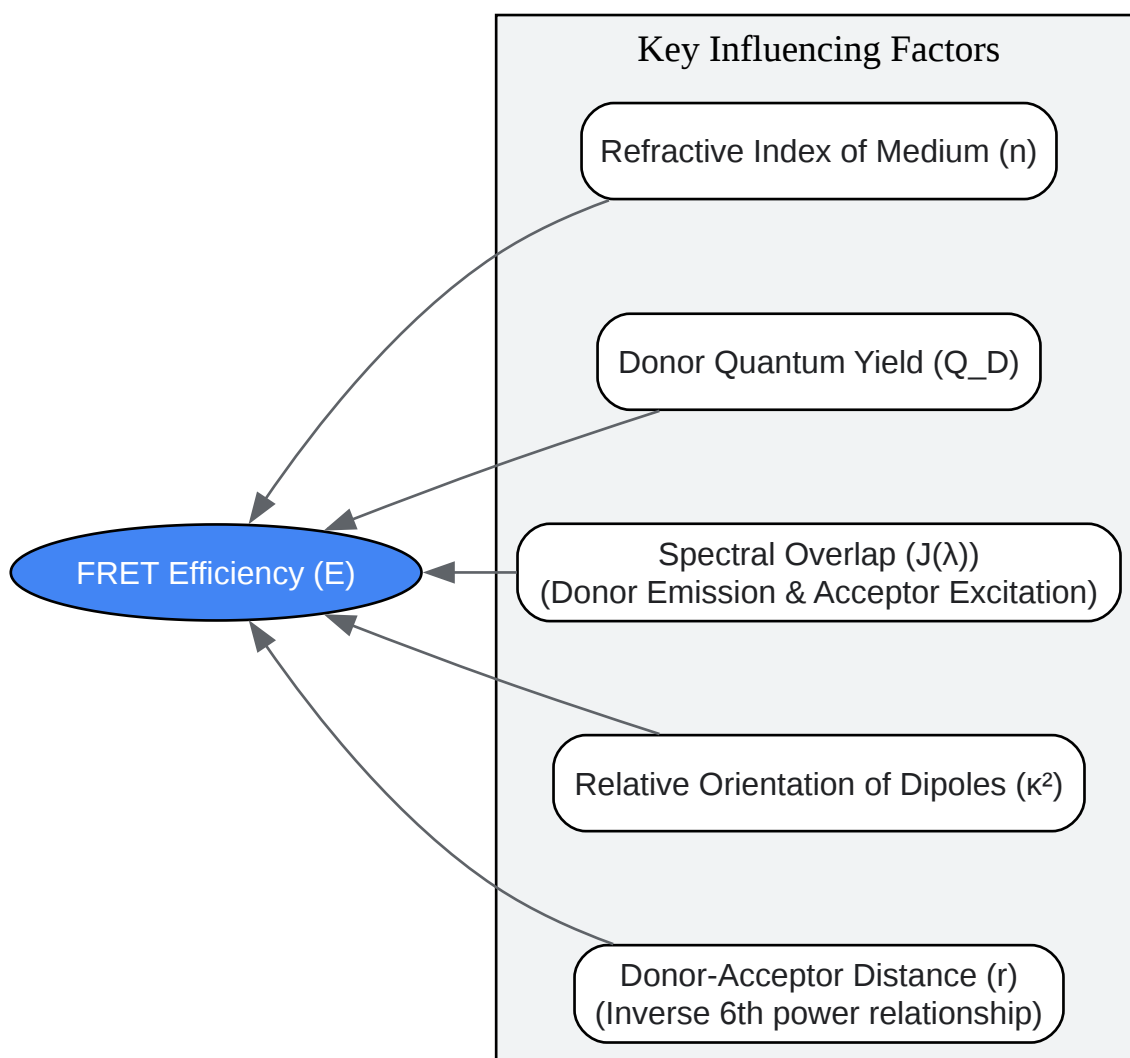 Key Influencing Factors
Refractive Index of Medium (n)
Donor Quantum Yield (Q_D)
FRET Efficiency (E)
Spectral Overlap (J(λ))
(Donor Emission & Acceptor Excitation)
Relative Orientation of Dipoles (κ²)
Donor-Acceptor Distance (r)
(Inverse 6th power relationship)